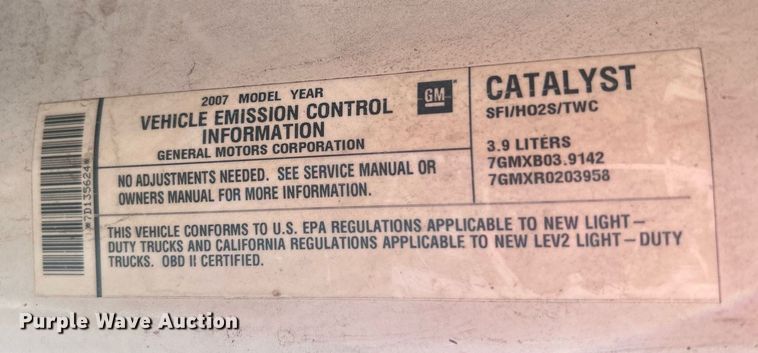 2007 MODEL YEAR
VEHICLE EMISSION CONTROL
INFORMATION
GENERAL MOTORS CORPORATION
GM
NO ADJUSTMENTS NEEDED. SEE SERVICE MANUAL OR
OWNERS MANUAL FOR MORE INFORMATION.
CATALYST
SFI/HO2S/TWC
3.9 LITERS
7GMXB03.9142
7GMXR0203958
THIS VEHICLE CONFORMS TO U.S. EPA REGULATIONS APPLICABLE TO NEW LIGHT-
DUTY TRUCKS AND CALIFORNIA REGULATIONS APPLICABLE TO NEW LEV2 LIGHT-DUTY
TRUCKS. OBD II CERTIFIED.
*7D135624*
Purple Wave Auction